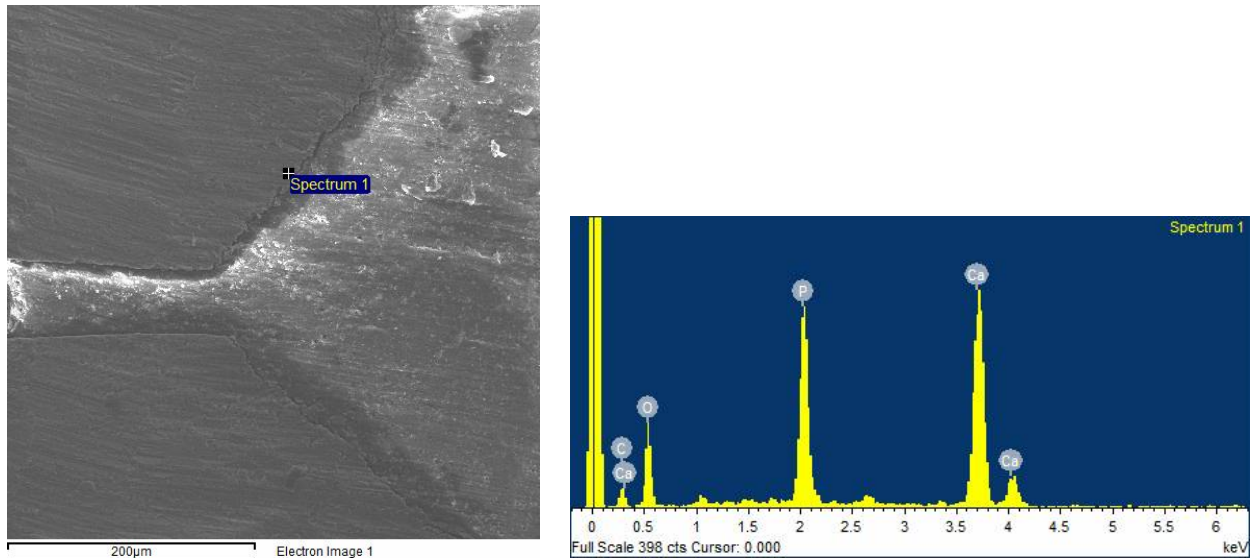 Spectrum 1
200µm Electron Image 1
Spectrum 1
Ca
P
O
C
Ca
Ca
0 0.5 1 1.5 2 2.5 3 3.5 4 4.5 5 5.5 6
Full Scale 398 cts Cursor: 0.000 keV